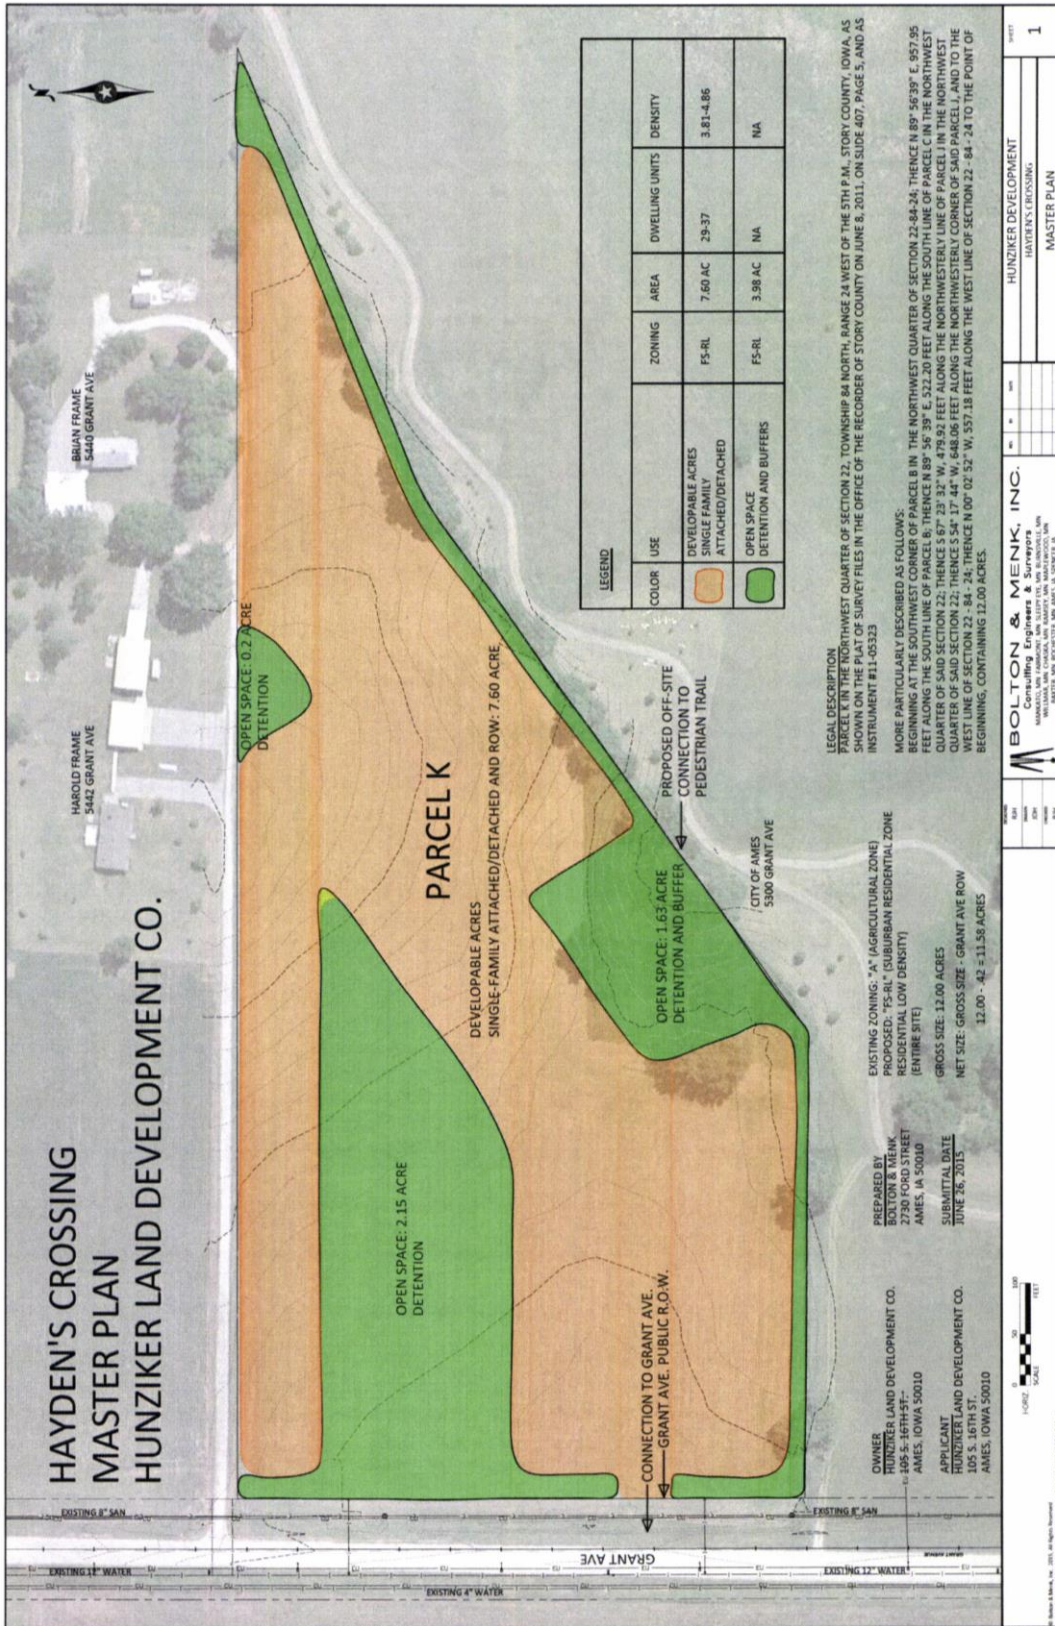 HAYDEN'S CROSSING
MASTER PLAN
HUNZIKER LAND DEVELOPMENT CO.
HAROLD FRAME
5442 GRANT AVE
BRIAN FRAME
5440 GRANT AVE
N
EXISTING 8" SAN
EXISTING 12" WATER
EXISTING 4" WATER
GRANT AVE
EXISTING 8" SAN
EXISTING 12" WATER
GRANT AVENUE
OPEN SPACE: 0.2 ACRE
DETENTION
OPEN SPACE: 2.15 ACRE
DETENTION
PARCEL K
DEVELOPABLE ACRES
SINGLE-FAMILY ATTACHED/DETACHED AND ROW: 7.60 ACRE
OPEN SPACE: 1.63 ACRE
DETENTION AND BUFFER
CONNECTION TO GRANT AVE.
GRANT AVE. PUBLIC R.O.W.
PROPOSED OFF-SITE
CONNECTION TO
PEDESTRIAN TRAIL
CITY OF AMES
5300 GRANT AVE
LEGEND
COLOR USE ZONING AREA DWELLING UNITS DENSITY
DEVELOPABLE ACRES
SINGLE FAMILY
ATTACHED/DETACHED FS-RL 7.60 AC 29-37 3.81-4.86
OPEN SPACE
DETENTION AND BUFFERS FS-RL 3.98 AC NA NA
OWNER
HUNZIKER LAND DEVELOPMENT CO.
105 S. 16TH ST.
AMES, IOWA 50010
APPLICANT
HUNZIKER LAND DEVELOPMENT CO.
105 S. 16TH ST.
AMES, IOWA 50010
PREPARED BY
BOLTON & MENK
2730 FORD STREET
AMES, IA 50010
SUBMITTAL DATE
JUNE 26, 2015
EXISTING ZONING: "A" (AGRICULTURAL ZONE)
PROPOSED: "FS-RL" (SUBURBAN RESIDENTIAL ZONE
RESIDENTIAL LOW DENSITY)
(ENTIRE SITE)
GROSS SIZE: 12.00 ACRES
NET SIZE: GROSS SIZE - GRANT AVE ROW
12.00 - .42 = 11.58 ACRES
LEGAL DESCRIPTION
PARCEL K IN THE NORTHWEST QUARTER OF SECTION 22, TOWNSHIP 84 NORTH, RANGE 24 WEST OF THE 5TH P.M., STORY COUNTY, IOWA, AS
SHOWN ON THE PLAT OF SURVEY FILES IN THE OFFICE OF THE RECORDER OF STORY COUNTY ON JUNE 8, 2011, ON SLIDE 407, PAGE 5, AND AS
INSTRUMENT #11-05323
MORE PARTICULARLY DESCRIBED AS FOLLOWS:
BEGINNING AT THE SOUTHWEST CORNER OF PARCEL B IN THE NORTHWEST QUARTER OF SECTION 22-84-24; THENCE N 89° 56'39" E, 957.95
FEET ALONG THE SOUTH LINE OF PARCEL B; THENCE N 89° 56' 39" E, 522.20 FEET ALONG THE SOUTH LINE OF PARCEL C IN THE NORTHWEST
QUARTER OF SAID SECTION 22; THENCE S 67° 23' 32" W, 479.92 FEET ALONG THE NORTHWESTERLY LINE OF PARCEL J IN THE NORTHWEST
QUARTER OF SAID SECTION 22; THENCE S 54° 17' 44" W, 648.06 FEET ALONG THE NORTHWESTERLY CORNER OF SAID PARCEL J, AND TO THE
WEST LINE OF SECTION 22 - 84 - 24; THENCE N 00° 02' 52" W, 557.18 FEET ALONG THE WEST LINE OF SECTION 22 - 84 - 24 TO THE POINT OF
BEGINNING, CONTAINING 12.00 ACRES.
0 50 100
HORIZ. SCALE FEET
BOLTON & MENK, INC.
Consulting Engineers & Surveyors
HUNZIKER DEVELOPMENT
HAYDEN'S CROSSING
MASTER PLAN
SHEET
1